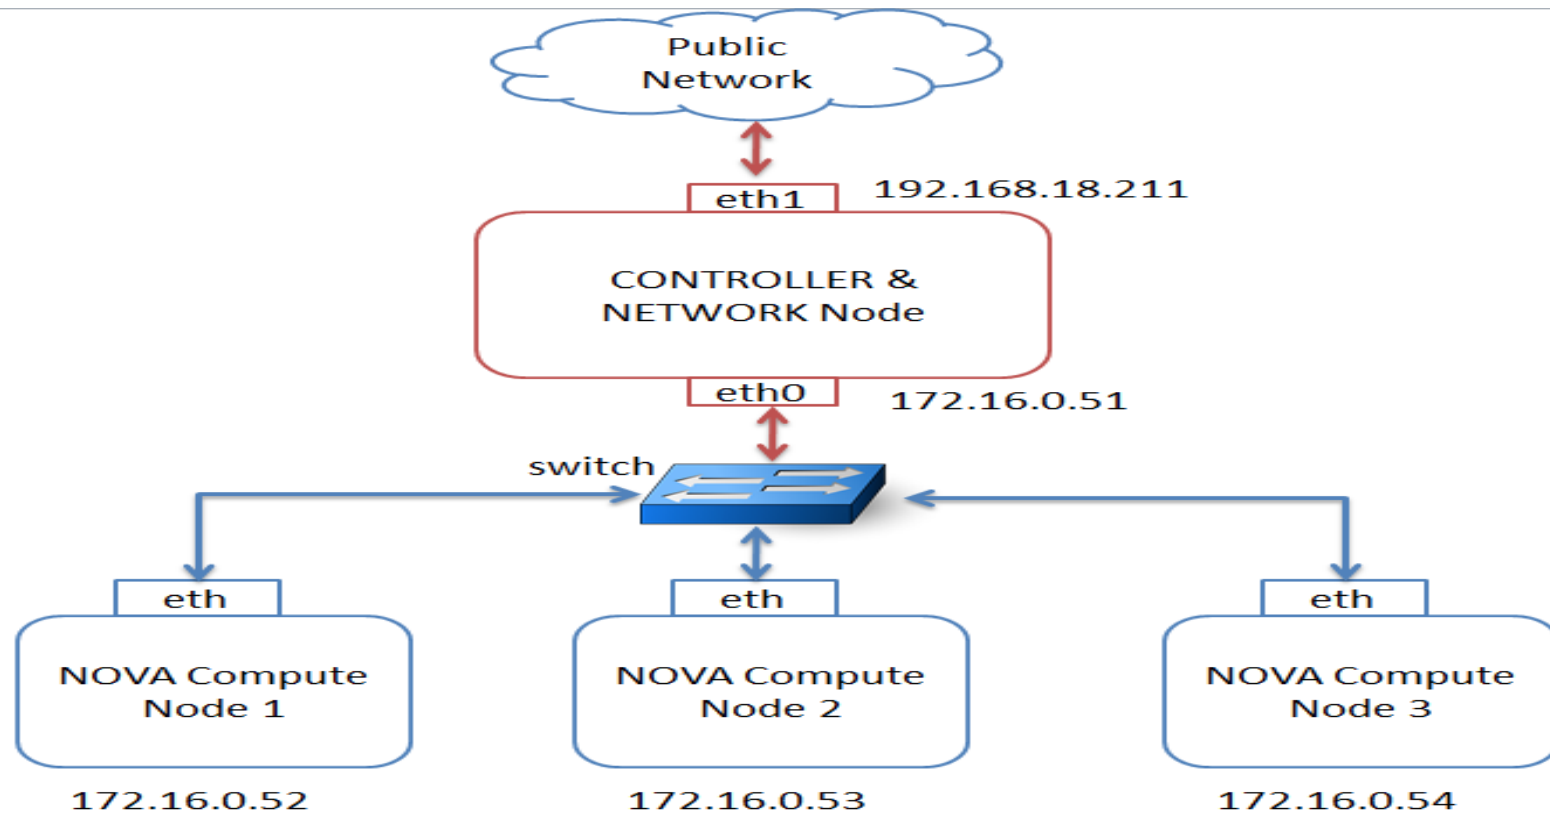 Public
Network
eth1
192.168.18.211
CONTROLLER &
NETWORK Node
eth0
172.16.0.51
switch
eth
eth
eth
NOVA Compute
Node 1
NOVA Compute
Node 2
NOVA Compute
Node 3
172.16.0.52
172.16.0.53
172.16.0.54